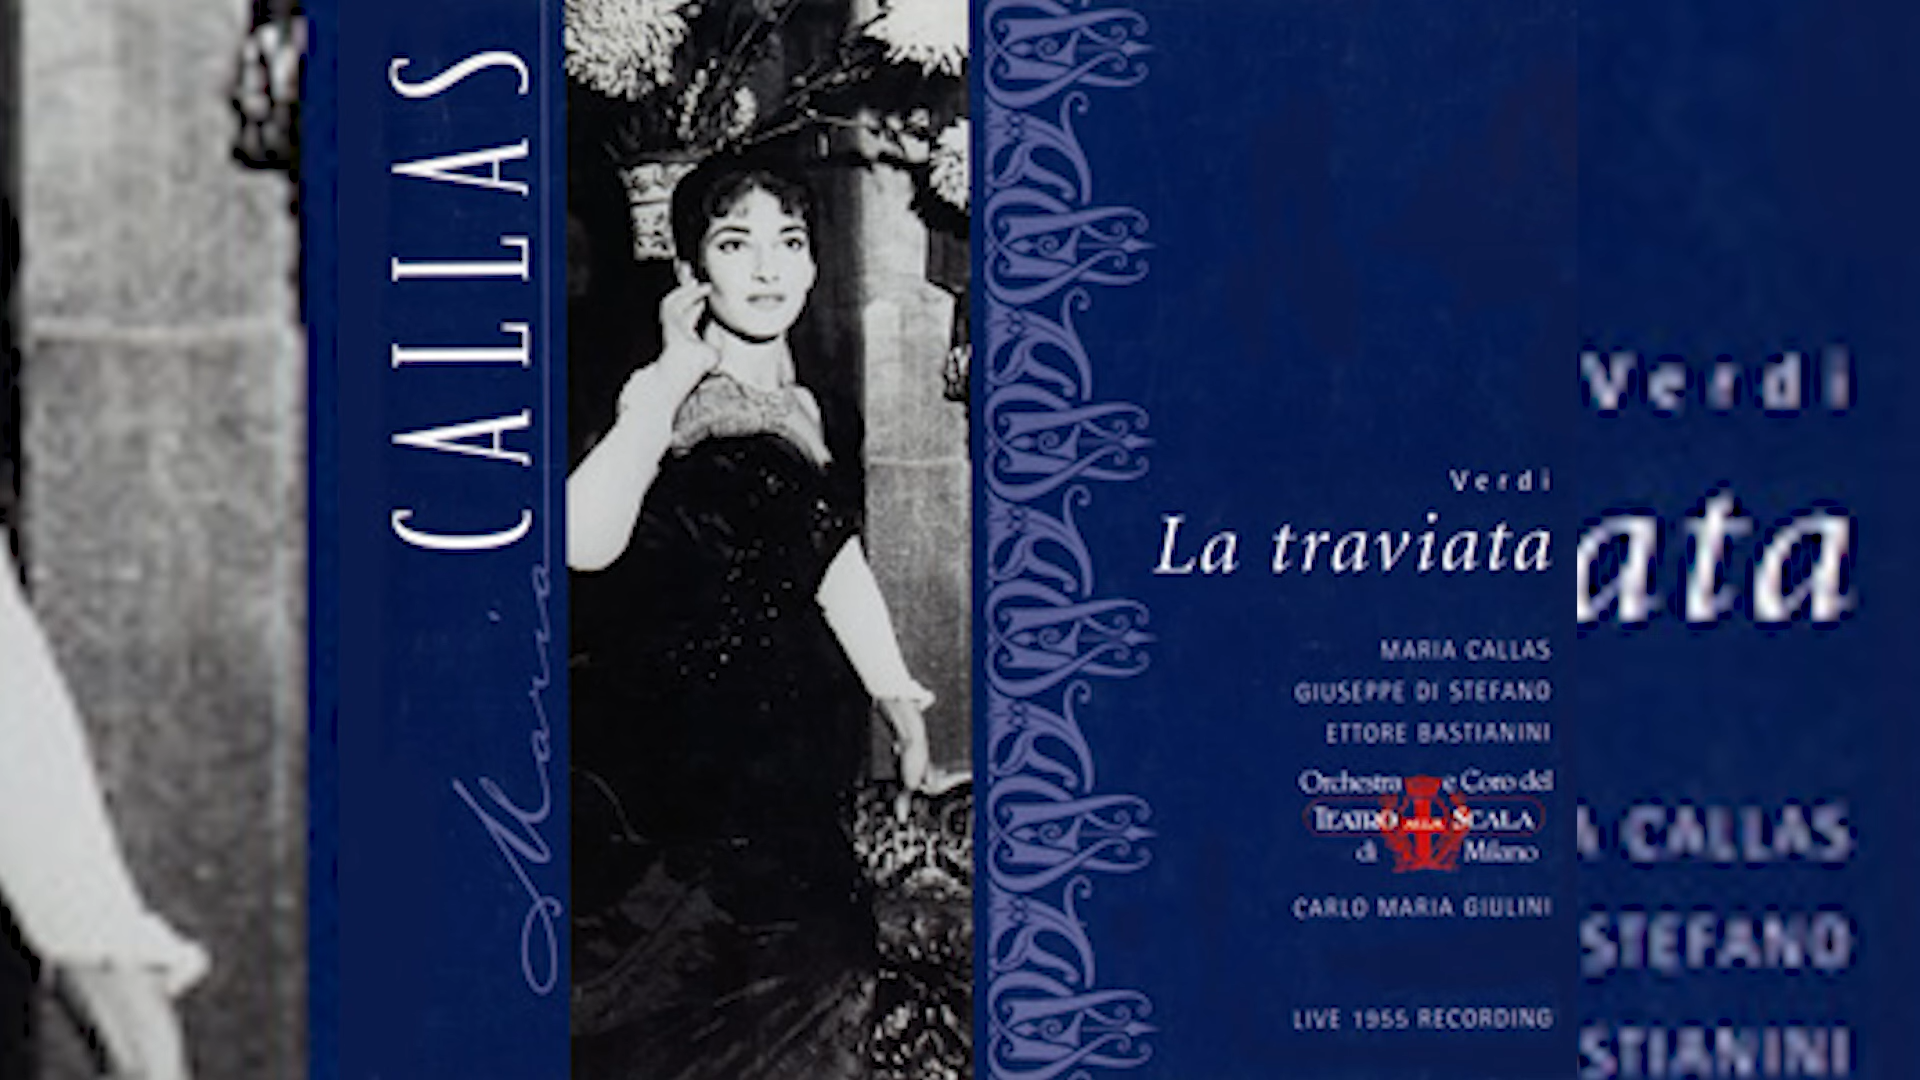 CALLAS
Maria
Verdi
La traviata
MARIA CALLAS
GIUSEPPE DI STEFANO
ETTORE BASTIANINI
Orchestra e Coro del
TEATRO ALLA SCALA
di Milano
CARLO MARIA GIULINI
LIVE 1955 RECORDING
Verdi
ata
CALLAS
STEFANO
STIANINI